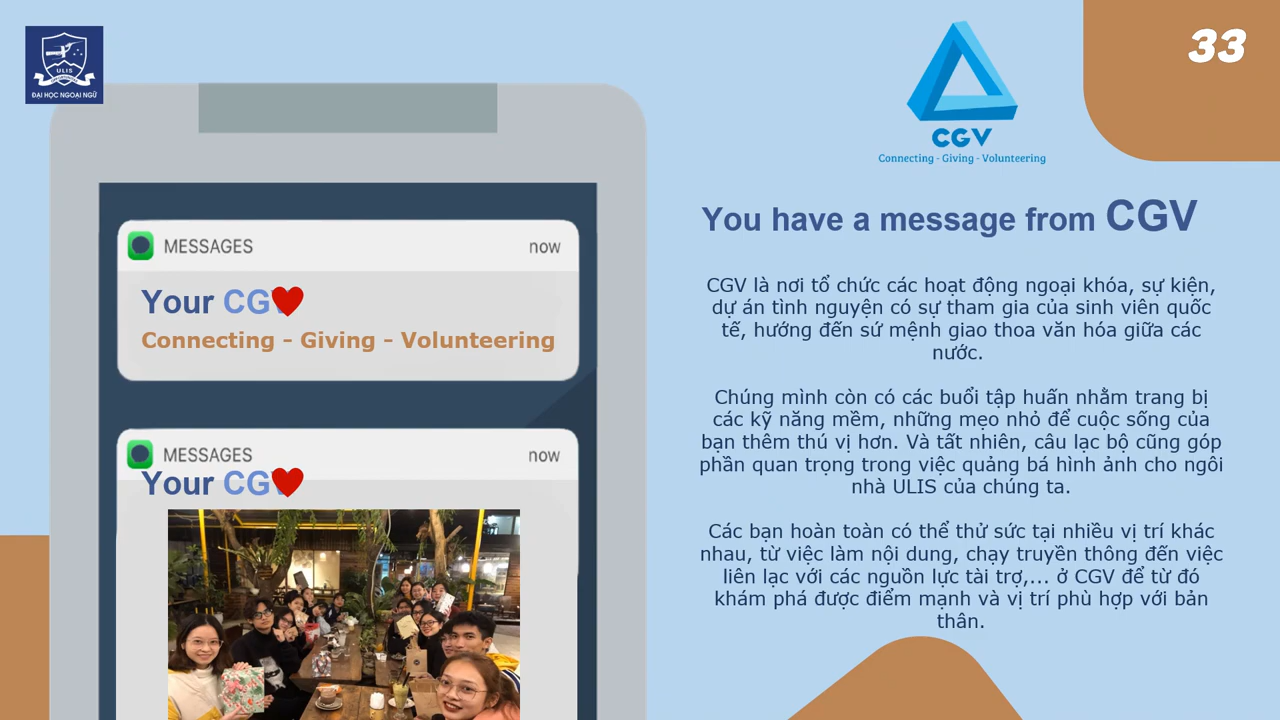 ULIS
ĐẠI HỌC NGOẠI NGỮ
33
CGV
Connecting - Giving - Volunteering
You have a message from CGV
MESSAGES now
Your CGV
Connecting - Giving - Volunteering
MESSAGES now
Your CGV
CGV là nơi tổ chức các hoạt động ngoại khóa, sự kiện,
dự án tình nguyện có sự tham gia của sinh viên quốc
tế, hướng đến sứ mệnh giao thoa văn hóa giữa các
nước.
Chúng mình còn có các buổi tập huấn nhằm trang bị
các kỹ năng mềm, những mẹo nhỏ để cuộc sống của
bạn thêm thú vị hơn. Và tất nhiên, câu lạc bộ cũng góp
phần quan trọng trong việc quảng bá hình ảnh cho ngôi
nhà ULIS của chúng ta.
Các bạn hoàn toàn có thể thử sức tại nhiều vị trí khác
nhau, từ việc làm nội dung, chạy truyền thông đến việc
liên lạc với các nguồn lực tài trợ,... ở CGV để từ đó
khám phá được điểm mạnh và vị trí phù hợp với bản
thân.